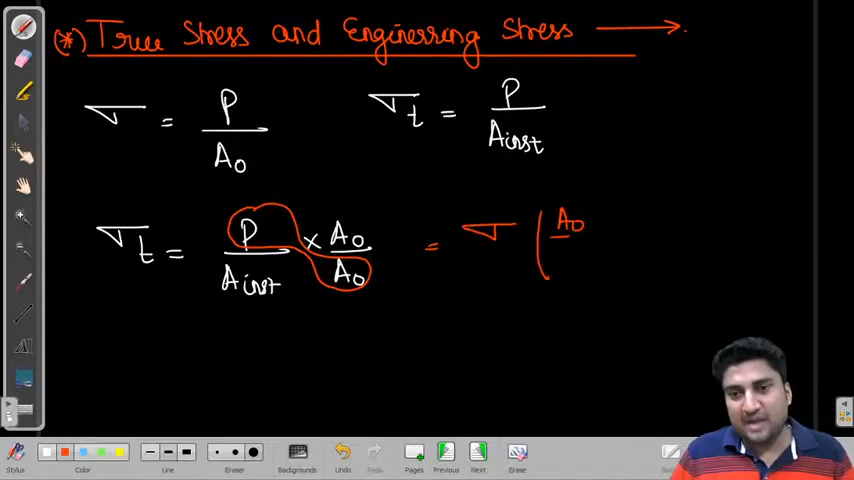 (*) True Stress and Enginerring Stress →
σ = P / A₀    σt = P / Ainst
σt = P / Ainst × A₀ / A₀ = σ ( A₀
Stylus Color Line Eraser Backgrounds Undo Redo Pages Previous Next Erase